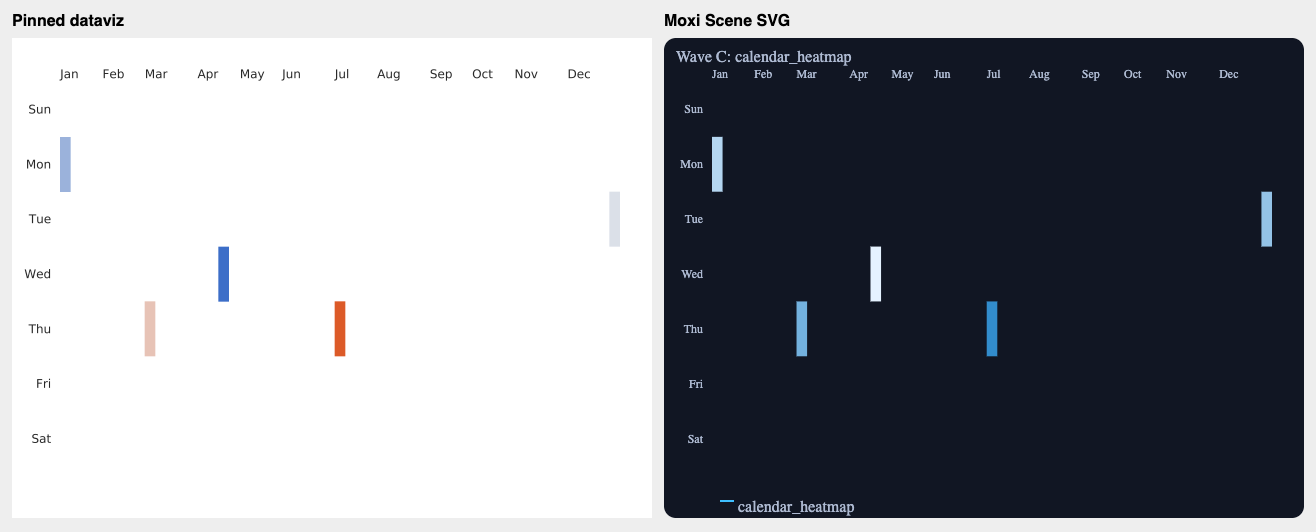 Pinned dataviz
Jan Feb Mar Apr May Jun Jul Aug Sep Oct Nov Dec
Sun
Mon
Tue
Wed
Thu
Fri
Sat
Moxi Scene SVG
Wave C: calendar_heatmap
Jan Feb Mar Apr May Jun Jul Aug Sep Oct Nov Dec
Sun
Mon
Tue
Wed
Thu
Fri
Sat
calendar_heatmap